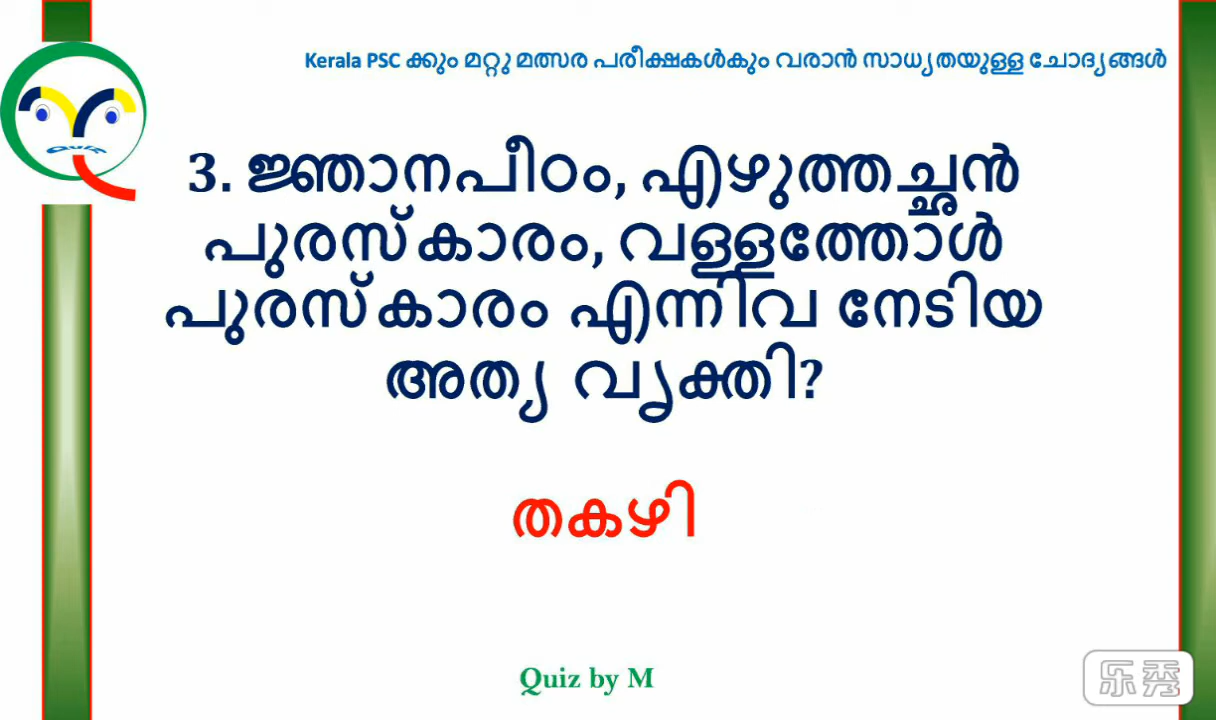 Kerala PSC ക്കും മറ്റു മത്സര പരീക്ഷകൾകും വരാൻ സാധ്യതയുള്ള ചോദ്യങ്ങൾ
Quiz
3. ജ്ഞാനപീഠം, എഴുത്തച്ഛൻ
പുരസ്കാരം, വള്ളത്തോൾ
പുരസ്കാരം എന്നിവ നേടിയ
അത്യ വൃക്തി?
തകഴി
Quiz by M
乐秀